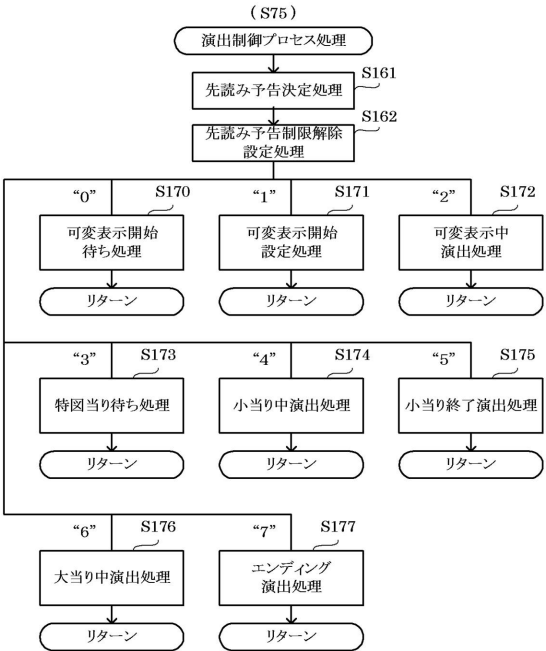 (S75)
演出制御プロセス処理
S161
先読み予告決定処理
S162
先読み予告制限解除
設定処理
“0”
S170
“1”
S171
“2”
S172
可変表示開始
待ち処理
可変表示開始
設定処理
可変表示中
演出処理
リターン
リターン
リターン
“3”
S173
“4”
S174
“5”
S175
特図当り待ち処理
小当り中演出処理
小当り終了演出処理
リターン
リターン
リターン
“6”
S176
“7”
S177
大当り中演出処理
エンディング
演出処理
リターン
リターン